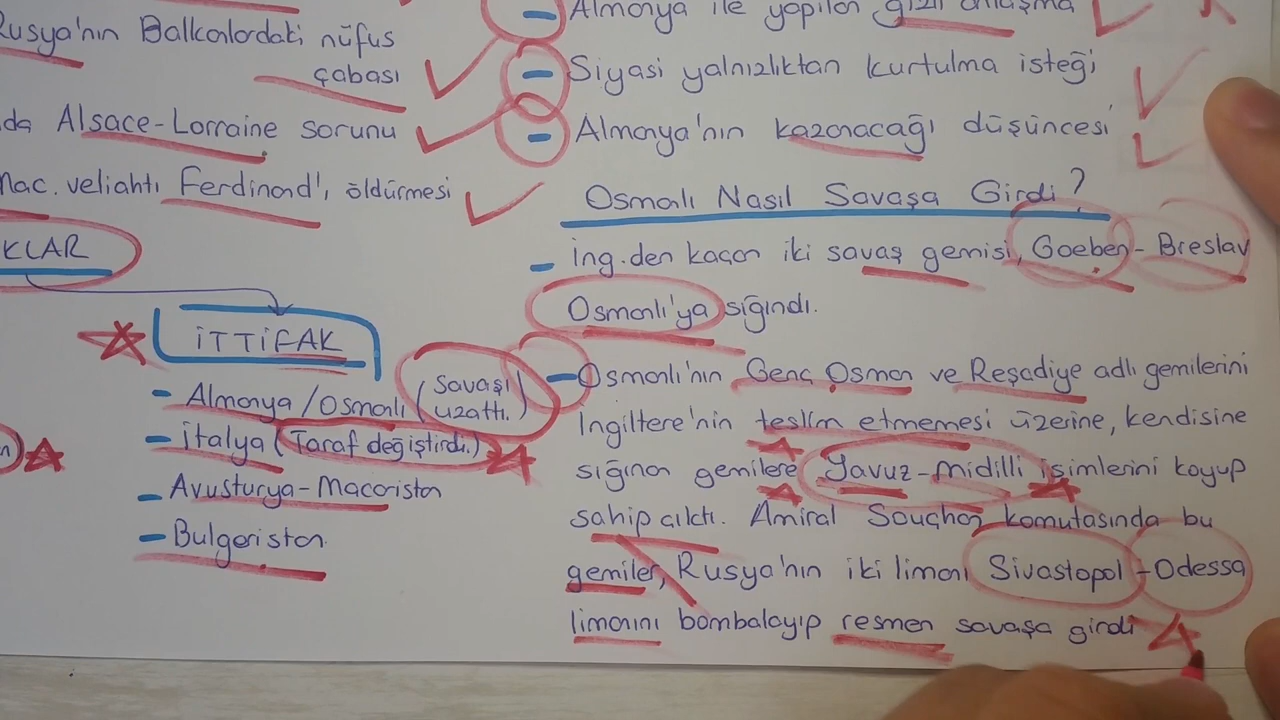 Rusya'nın Balkanlardaki nüfus
çabası
da Alsace-Lorraine sorunu
Mac. veliahtı Ferdinand', öldürmesi
KLAR
İTTİFAK
- Almanya / Osmanlı (Savaşı
uzattı.)
- İtalya (Taraf değiştirdi.)
- Avusturya-Macaristan
- Bulgaristan
- Almanya ile yapılan gizli anlaşma
- Siyasi yalnızlıktan kurtulma isteği
- Almanya'nın kazanacağı düşüncesi
Osmanlı Nasıl Savaşa Girdi?
- İng.den kaçan iki savaş gemisi, Goeben - Breslav
Osmanlı'ya sığındı.
- Osmanlı'nın Genç Osman ve Reşadiye adlı gemilerini
İngiltere'nin teslim etmemesi üzerine, kendisine
sığınan gemilere Yavuz-midilli isimlerini koyup
sahip çıktı. Amiral Souchon komutasında bu
gemiler, Rusya'nın iki limanı Sivastopol - Odessa
limanını bombalayıp resmen savaşa girdi